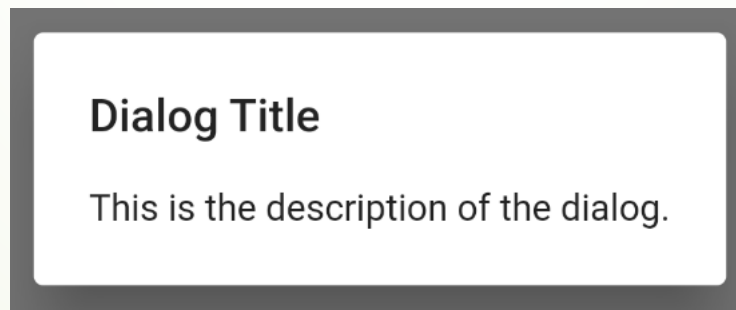 Dialog Title
This is the description of the dialog.